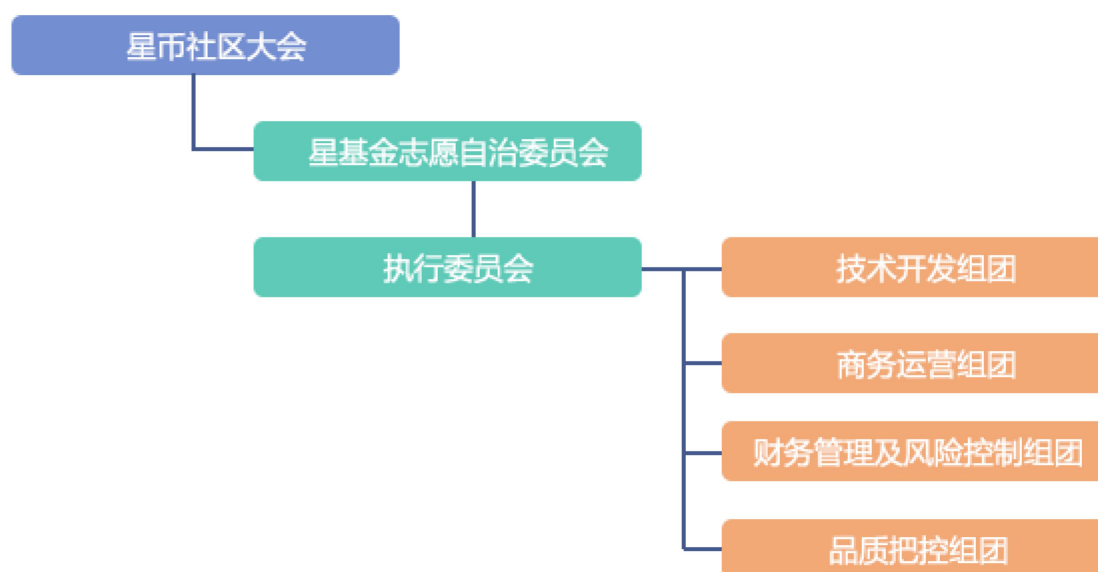 星币社区大会
星基金志愿自治委员会
执行委员会
技术开发组团
商务运营组团
财务管理及风险控制组团
品质把控组团